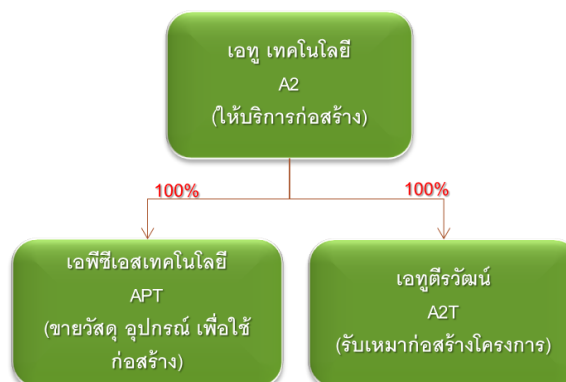 เอทู เทคโนโลยี
A2
(ให้บริการก่อสร้าง)
100%
100%
เอพีซีเอสเทคโนโลยี
APT
(ขายวัสดุ อุปกรณ์ เพื่อใช้
ก่อสร้าง)
เอทูตีรวัฒน์
A2T
(รับเหมาก่อสร้างโครงการ)